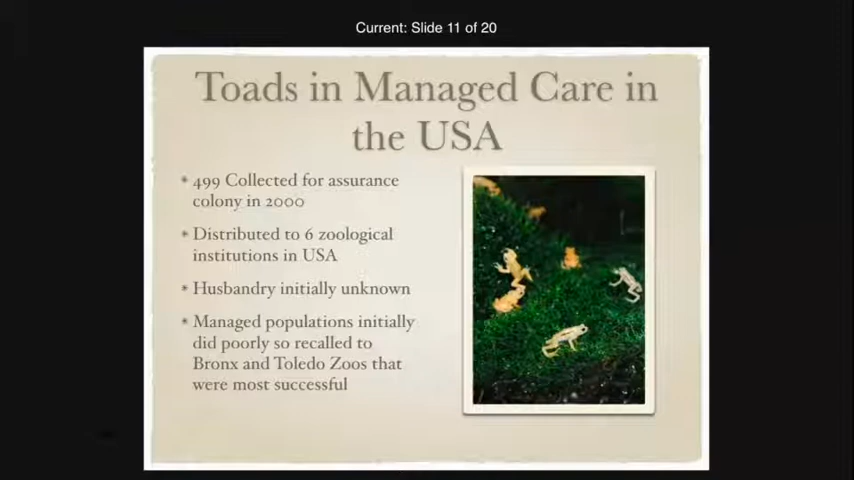 Current: Slide 11 of 20
Toads in Managed Care in
the USA
* 499 Collected for assurance
colony in 2000
* Distributed to 6 zoological
institutions in USA
* Husbandry initially unknown
* Managed populations initially
did poorly so recalled to
Bronx and Toledo Zoos that
were most successful